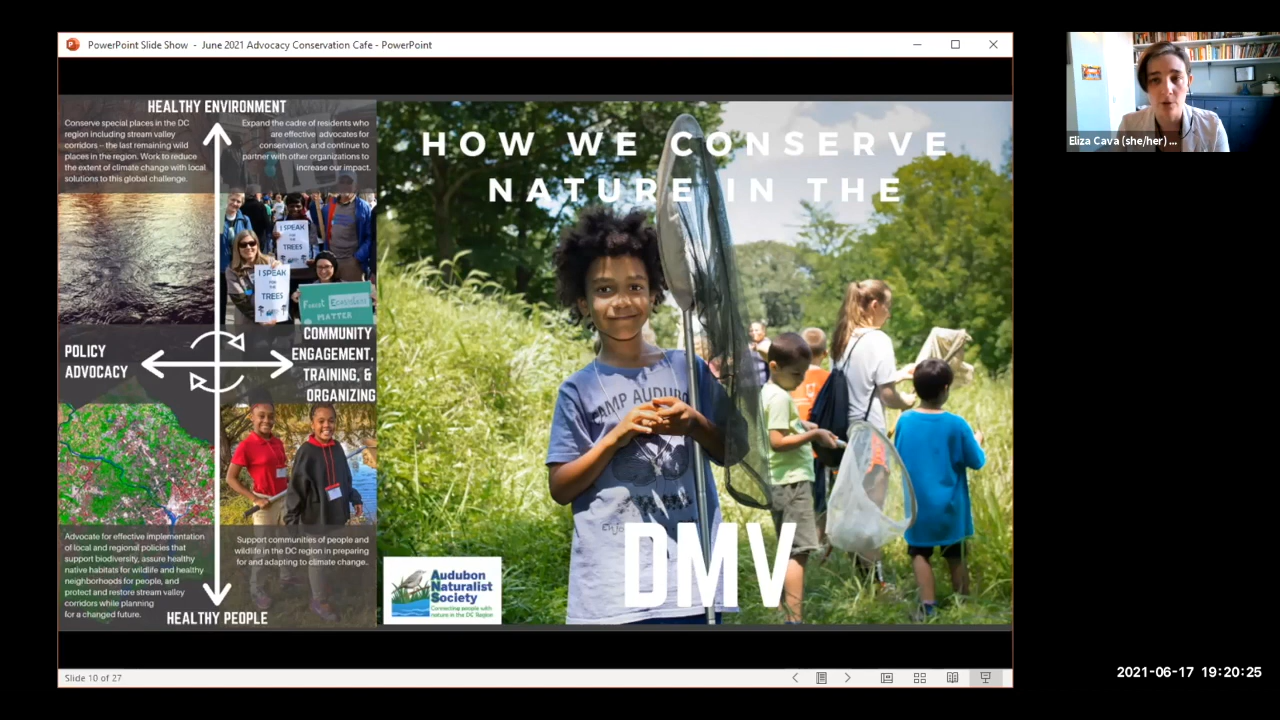 PowerPoint Slide Show - June 2021 Advocacy Conservation Cafe - PowerPoint
HEALTHY ENVIRONMENT
Conserve special places in the DC
region including stream valley
corridors – the last remaining wild
places in the region. Work to reduce
the extent of climate change with local
solutions to this global challenge.
Expand the cadre of residents who
are effective advocates for
conservation, and continue to
partner with other organizations to
increase our impact.
I SPEAK
FOR THE
TREES
I SPEAK
FOR THE
TREES
Forest Ecosystems
MATTER
POLICY
ADVOCACY
COMMUNITY
ENGAGEMENT,
TRAINING, &
ORGANIZING
Advocate for effective implementation
of local and regional policies that
support biodiversity, assure healthy
native habitats for wildlife and healthy
neighborhoods for people, and
protect and restore stream valley
corridors while planning
for a changed future.
Support communities of people and
wildlife in the DC region in preparing
for and adapting to climate change..
HEALTHY PEOPLE
HOW WE CONSERVE
NATURE IN THE
DMV
CAMP AUDUBO
Audubon
Naturalist
Society
Connecting people with
nature in the DC Region
Slide 10 of 27
Eliza Cava (she/her) ...
2021-06-17 19:20:25